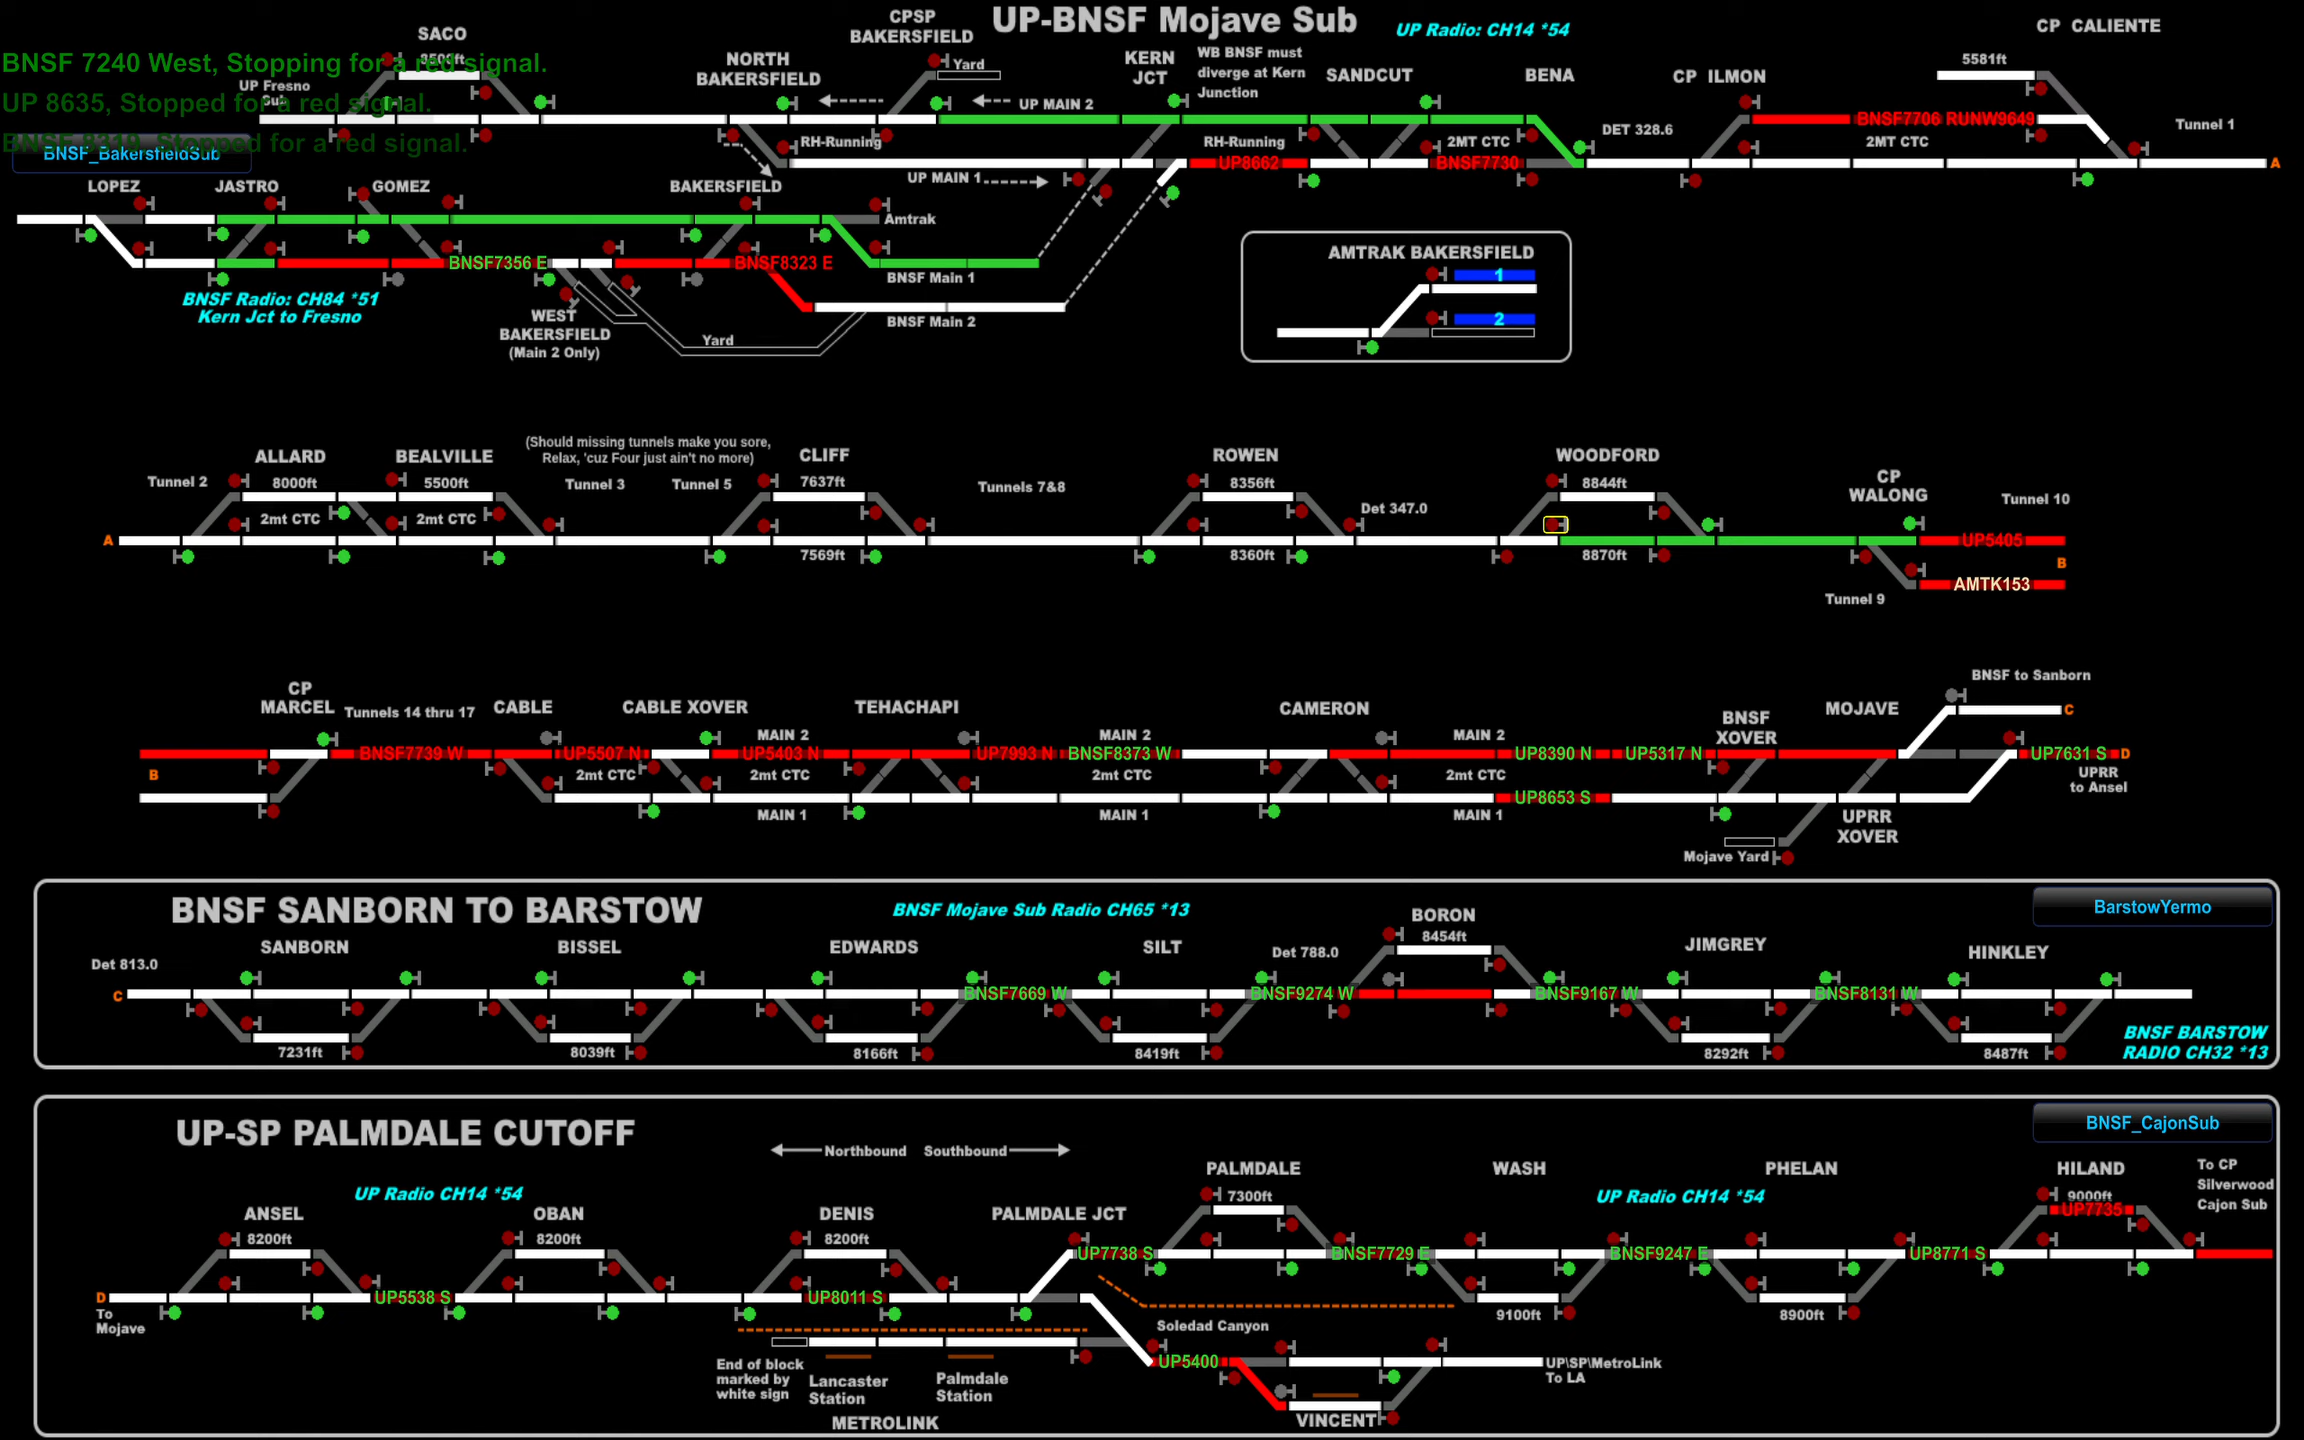 UP-BNSF Mojave Sub
UP Radio: CH14 *54
CP CALIENTE
SACO
CPSP
BAKERSFIELD
NORTH
BAKERSFIELD
KERN
JCT
WB BNSF must
diverge at Kern
Junction
SANDCUT
BENA
CP ILMON
5581ft
BNSF 7240 West, Stopping for a red signal.
8500ft
UP Fresno
Sub
UP 8635, Stopped for a red signal.
Yard
UP MAIN 2
BNSF 8319, Stopped for a red signal.
BNSF_BakersfieldSub
RH-Running
RH-Running
2MT CTC
DET 328.6
BNSF7706 RUNW9649
2MT CTC
Tunnel 1
UP8662
BNSF7730
A
UP MAIN 1
LOPEZ
JASTRO
GOMEZ
BAKERSFIELD
Amtrak
BNSF7356 E
BNSF8323 E
BNSF Main 1
BNSF Radio: CH84 *51
Kern Jct to Fresno
WEST
BAKERSFIELD
(Main 2 Only)
Yard
BNSF Main 2
AMTRAK BAKERSFIELD
1
2
(Should missing tunnels make you sore,
Relax, 'cuz Four just ain't no more)
ALLARD
BEALVILLE
CLIFF
ROWEN
WOODFORD
CP
WALONG
Tunnel 2
8000ft
5500ft
Tunnel 3
Tunnel 5
7637ft
Tunnels 7&8
8356ft
8844ft
Tunnel 10
2mt CTC
2mt CTC
Det 347.0
A
7569ft
8360ft
8870ft
UP5405
B
AMTK153
Tunnel 9
CP
MARCEL
Tunnels 14 thru 17
CABLE
CABLE XOVER
TEHACHAPI
CAMERON
BNSF
XOVER
MOJAVE
BNSF to Sanborn
C
MAIN 2
MAIN 2
MAIN 2
BNSF7739 W
UP5507 N
UP5403 N
UP7993 N
BNSF8373 W
UP8390 N
UP5317 N
UP7631 S
D
B
2mt CTC
2mt CTC
2mt CTC
2mt CTC
UPRR
to Ansel
UP8653 S
MAIN 1
MAIN 1
MAIN 1
UPRR
XOVER
Mojave Yard
BNSF SANBORN TO BARSTOW
BNSF Mojave Sub Radio CH65 *13
BarstowYermo
SANBORN
BISSEL
EDWARDS
SILT
BORON
8454ft
JIMGREY
HINKLEY
Det 813.0
Det 788.0
C
BNSF7669 W
BNSF9274 W
BNSF9167 W
BNSF8131 W
7231ft
8039ft
8166ft
8419ft
8292ft
8487ft
BNSF BARSTOW
RADIO CH32 *13
UP-SP PALMDALE CUTOFF
BNSF_CajonSub
Northbound
Southbound
PALMDALE
WASH
PHELAN
HILAND
To CP
Silverwood
Cajon Sub
UP Radio CH14 *54
7300ft
UP Radio CH14 *54
9000ft
UP7735
ANSEL
OBAN
DENIS
PALMDALE JCT
8200ft
8200ft
8200ft
UP7738 S
BNSF7729 E
BNSF9247 E
UP8771 S
D
To
Mojave
UP5538 S
UP8011 S
9100ft
8900ft
Soledad Canyon
End of block
marked by
white sign
Lancaster
Station
Palmdale
Station
UP5400
UP\SP\MetroLink
To LA
METROLINK
VINCENT